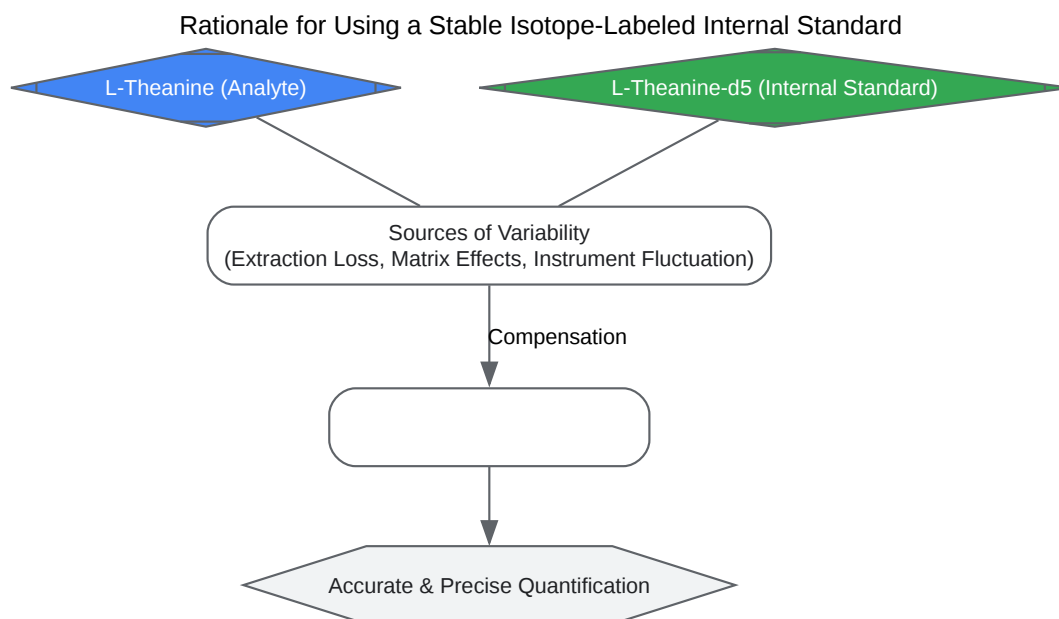 Rationale for Using a Stable Isotope-Labeled Internal Standard
L-Theanine (Analyte)
L-Theanine-d5 (Internal Standard)
Sources of Variability
(Extraction Loss, Matrix Effects, Instrument Fluctuation)
Compensation
Accurate & Precise Quantification